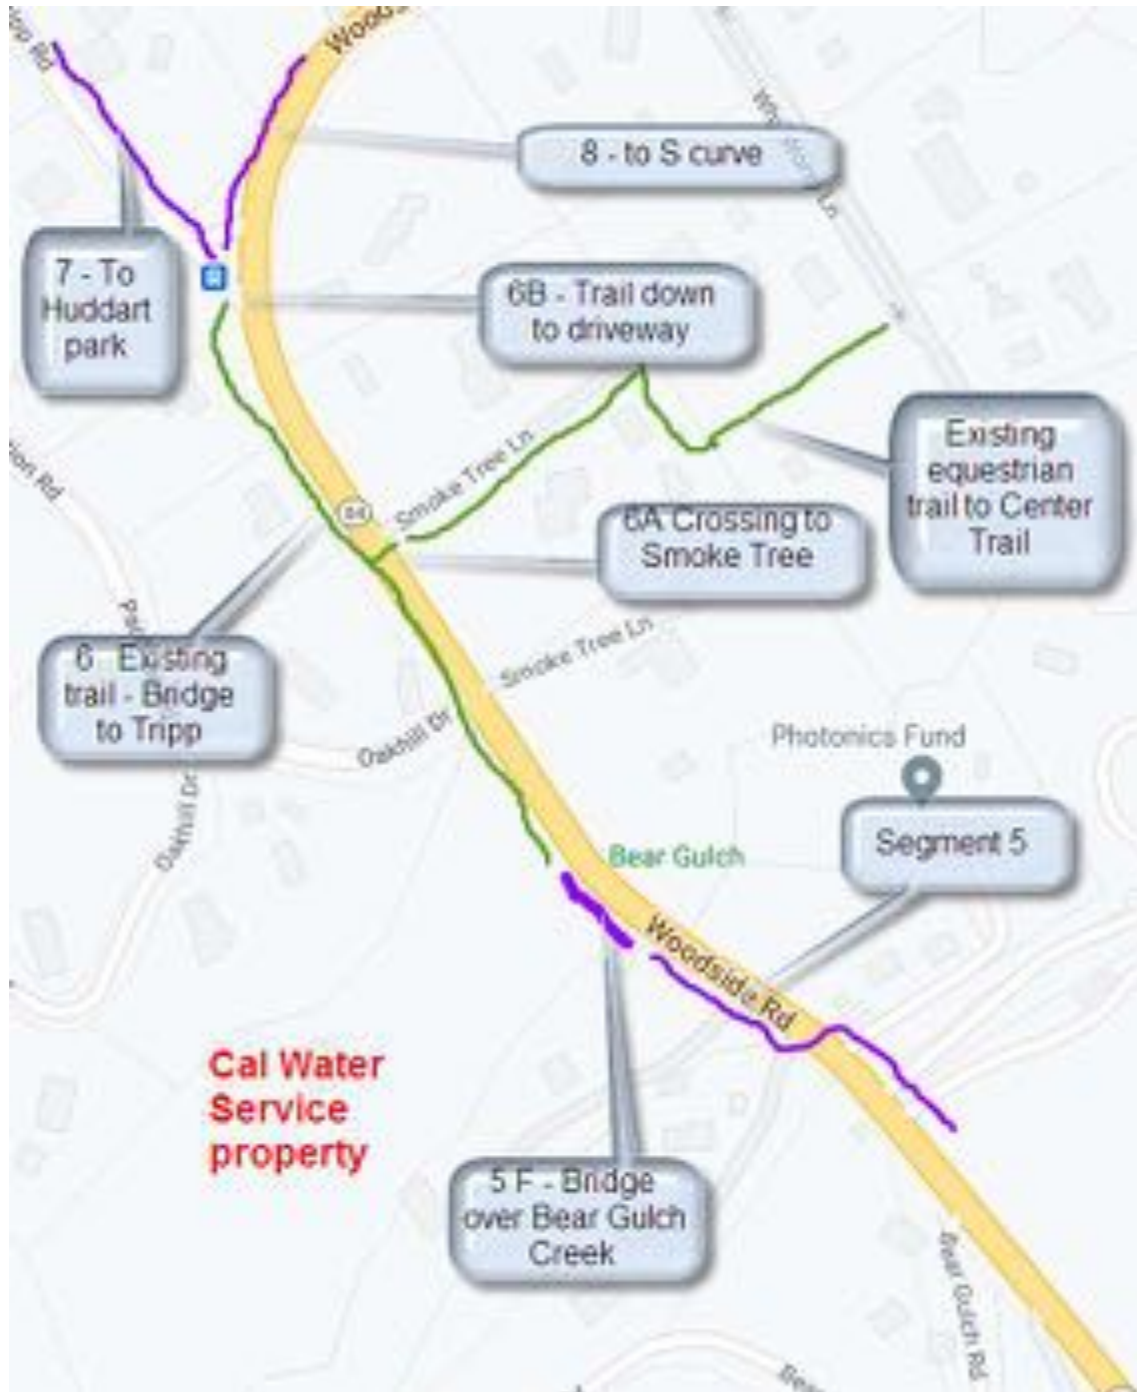 Rd
8 - to S curve
Ln
7 - To
Huddart
park
6B - Trail down
to driveway
Existing
equestrian
trail to Center
Trail
Smoke Tree Ln
Rd
84
6A Crossing to
Smoke Tree
6 Existing
trail - Bridge
to Tripp
Smoke Tree Ln
Oakhill Dr
Photonics Fund
Oakhill Dr
Segment 5
Bear Gulch
Woodside Rd
Cal Water
Service
property
5 F - Bridge
over Bear Gulch
Creek
Bear Gulch Rd